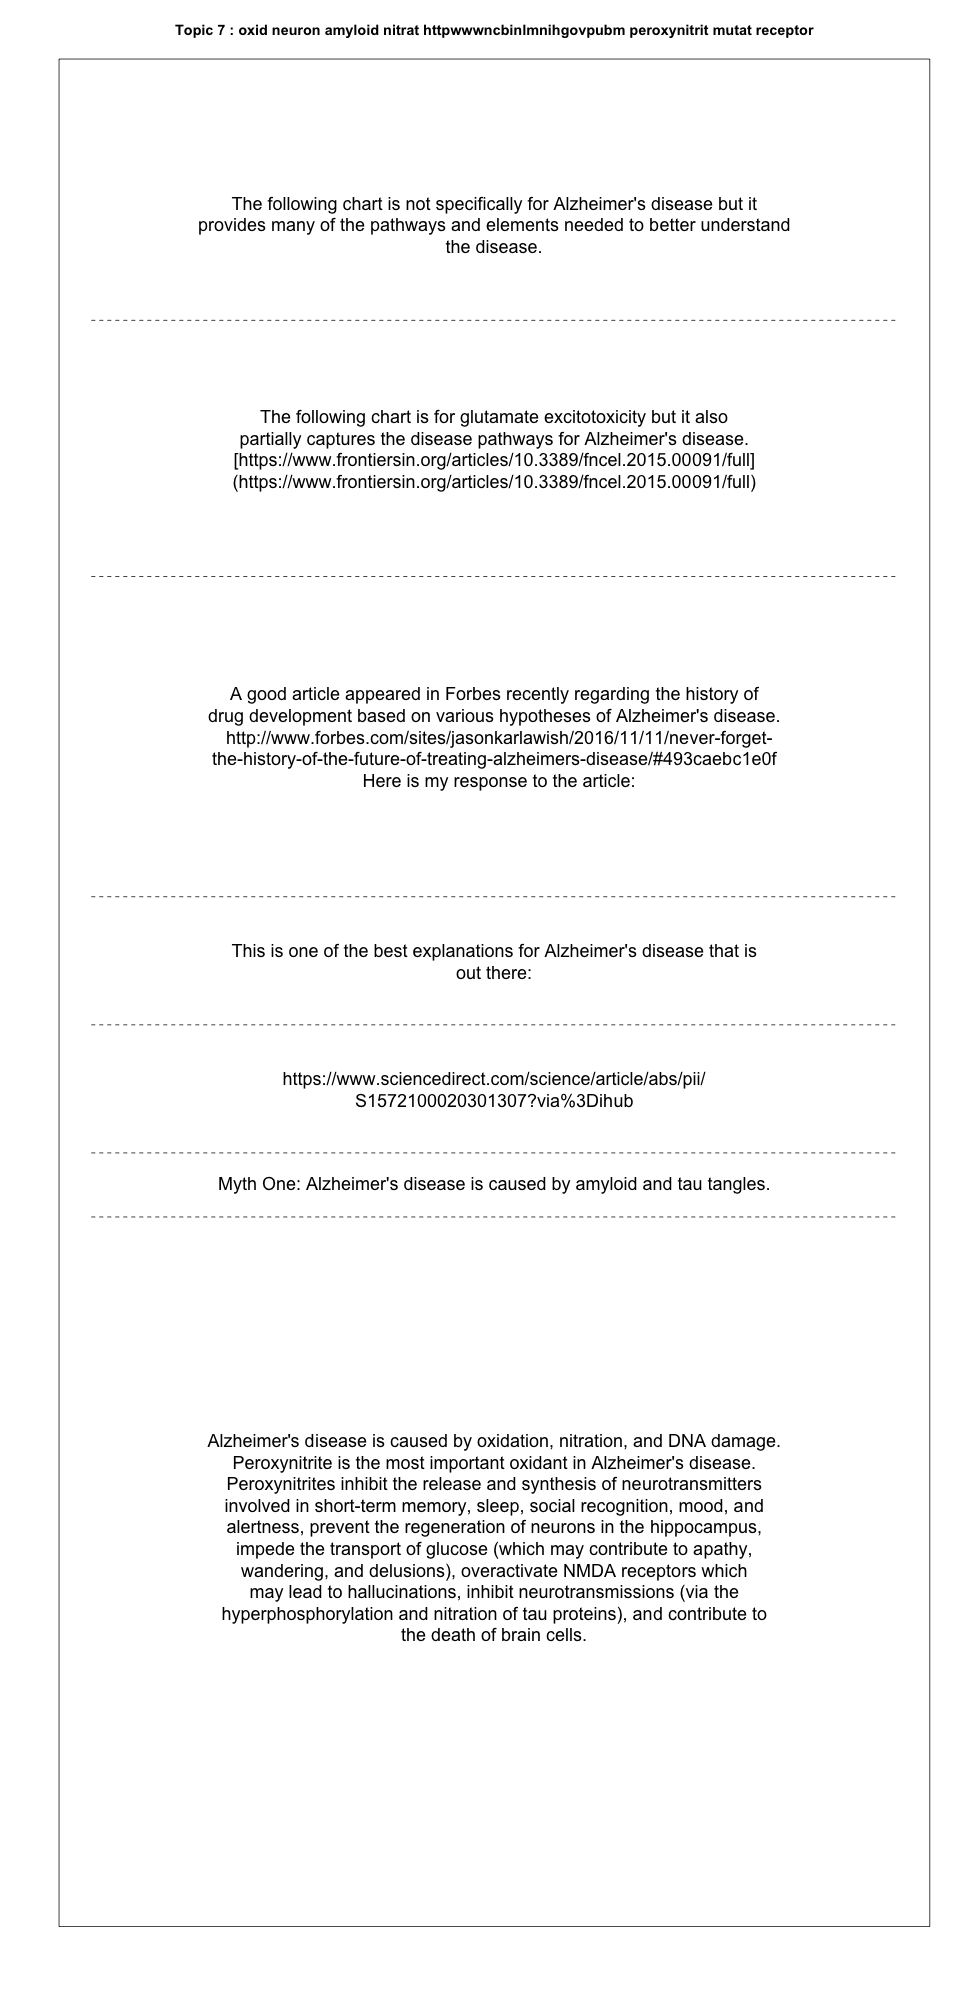 Topic 7 : oxid neuron amyloid nitrat httpwwwncbinlmnihgovpubm peroxynitrit mutat receptor
The following chart is not specifically for Alzheimer's disease but it
provides many of the pathways and elements needed to better understand
the disease.
The following chart is for glutamate excitotoxicity but it also
partially captures the disease pathways for Alzheimer's disease.
[https://www.frontiersin.org/articles/10.3389/fncel.2015.00091/full]
(https://www.frontiersin.org/articles/10.3389/fncel.2015.00091/full)
A good article appeared in Forbes recently regarding the history of
drug development based on various hypotheses of Alzheimer's disease.
http://www.forbes.com/sites/jasonkarlawish/2016/11/11/never-forget-
the-history-of-the-future-of-treating-alzheimers-disease/#493caebc1e0f
Here is my response to the article:
This is one of the best explanations for Alzheimer's disease that is
out there:
https://www.sciencedirect.com/science/article/abs/pii/
S1572100020301307?via%3Dihub
Myth One: Alzheimer's disease is caused by amyloid and tau tangles.
Alzheimer's disease is caused by oxidation, nitration, and DNA damage.
Peroxynitrite is the most important oxidant in Alzheimer's disease.
Peroxynitrites inhibit the release and synthesis of neurotransmitters
involved in short-term memory, sleep, social recognition, mood, and
alertness, prevent the regeneration of neurons in the hippocampus,
impede the transport of glucose (which may contribute to apathy,
wandering, and delusions), overactivate NMDA receptors which
may lead to hallucinations, inhibit neurotransmissions (via the
hyperphosphorylation and nitration of tau proteins), and contribute to
the death of brain cells.